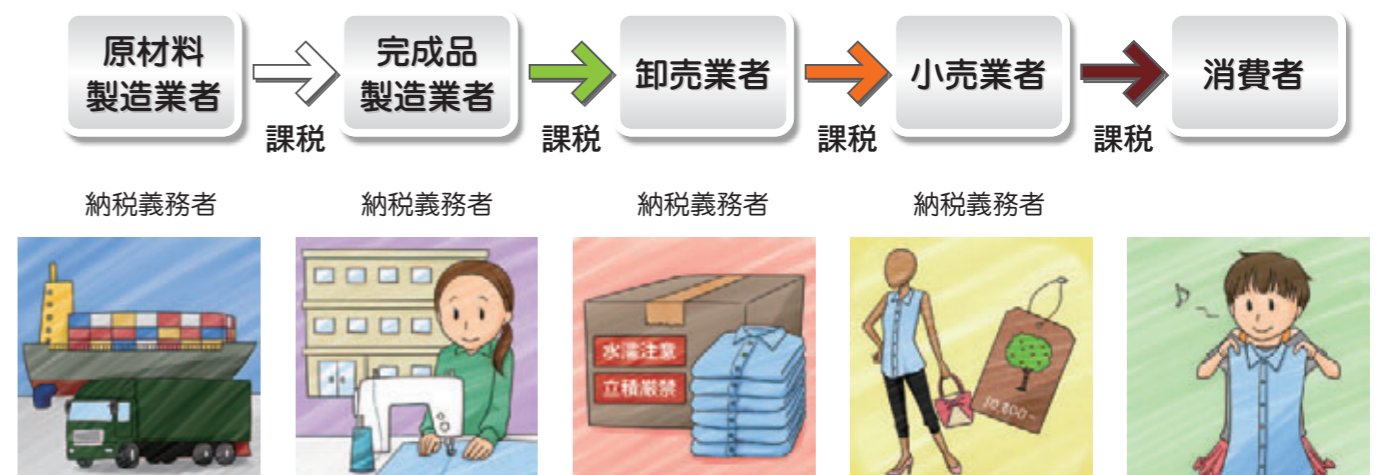 原材料
製造業者
完成品
製造業者
卸売業者
小売業者
消費者
課税
課税
課税
課税
納税義務者
納税義務者
納税義務者
納税義務者
水濡注意
立積厳禁
10,800